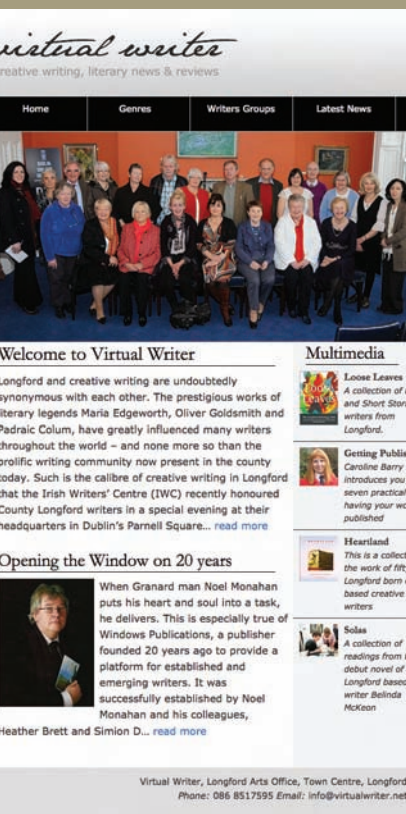 virtual writer
creative writing, literary news & reviews
Home
Genres
Writers Groups
Latest News
Welcome to Virtual Writer
Longford and creative writing are undoubtedly
synonymous with each other. The prestigious works of
literary legends Maria Edgeworth, Oliver Goldsmith and
Padraic Colum, have greatly influenced many writers
throughout the world – and none more so than the
prolific writing community now present in the county
today. Such is the calibre of creative writing in Longford
that the Irish Writers' Centre (IWC) recently honoured
County Longford writers in a special evening at their
headquarters in Dublin's Parnell Square... read more
Opening the Window on 20 years
When Granard man Noel Monahan
puts his heart and soul into a task,
he delivers. This is especially true of
Windows Publications, a publisher
founded 20 years ago to provide a
platform for established and
emerging writers. It was
successfully established by Noel
Monahan and his colleagues,
Heather Brett and Simion D... read more
Multimedia
Loose Leaves
A collection of
and Short Stor
writers from
Longford.
Getting Publis
Caroline Barry
introduces you
seven practical
having your wo
published
Heartland
This is a collect
the work of fift
Longford born
based creative
writers
Solas
A collection of
readings from
debut novel of
Longford based
writer Belinda
McKeon
Virtual Writer, Longford Arts Office, Town Centre, Longford
Phone: 086 8517595 Email: info@virtualwriter.net